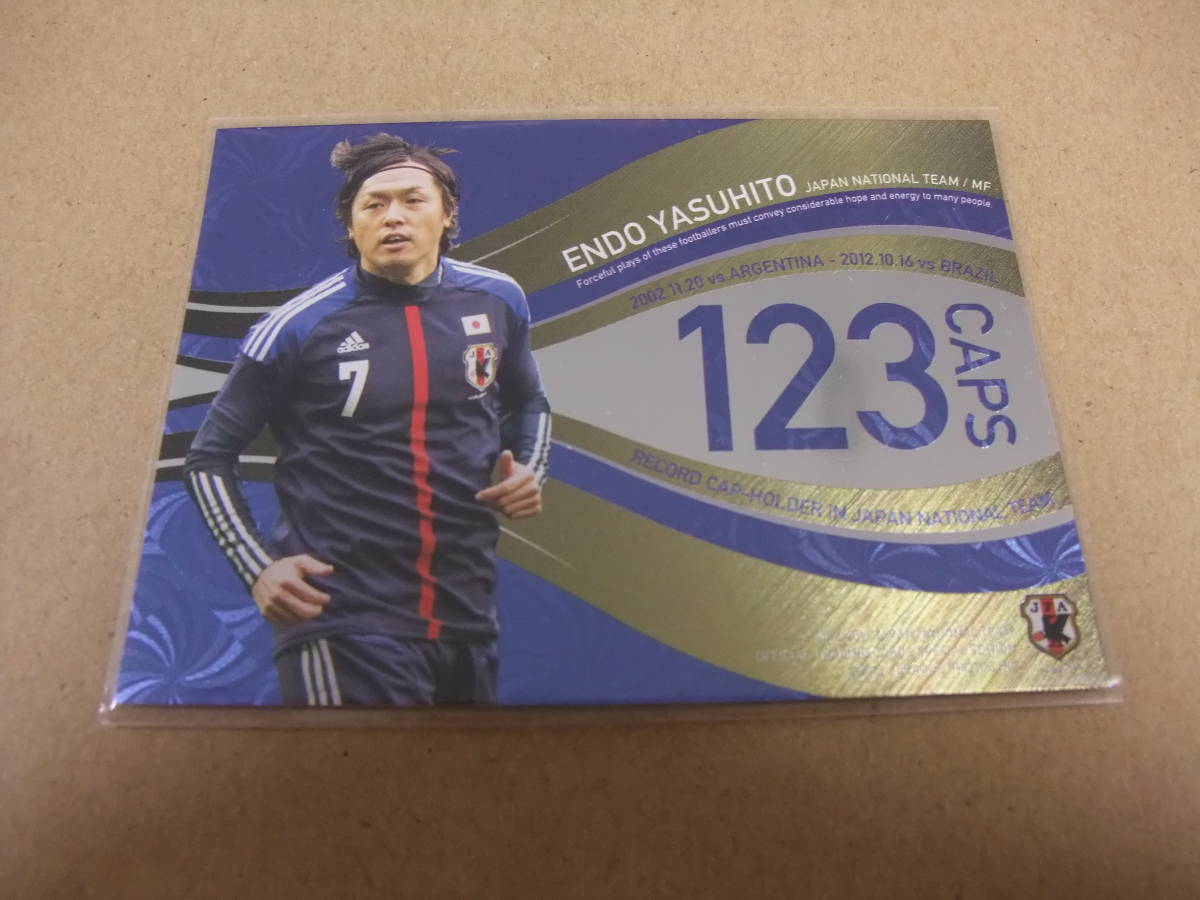 ENDO YASUHITO JAPAN NATIONAL TEAM / MF
Forceful plays of these footballers must convey considerable hope and energy to many people.
2002.11.20 vs ARGENTINA - 2012.10.16 vs BRAZIL
123 CAPS
RECORD CAP-HOLDER IN JAPAN NATIONAL TEAM
adidas
7
JFA
JFA